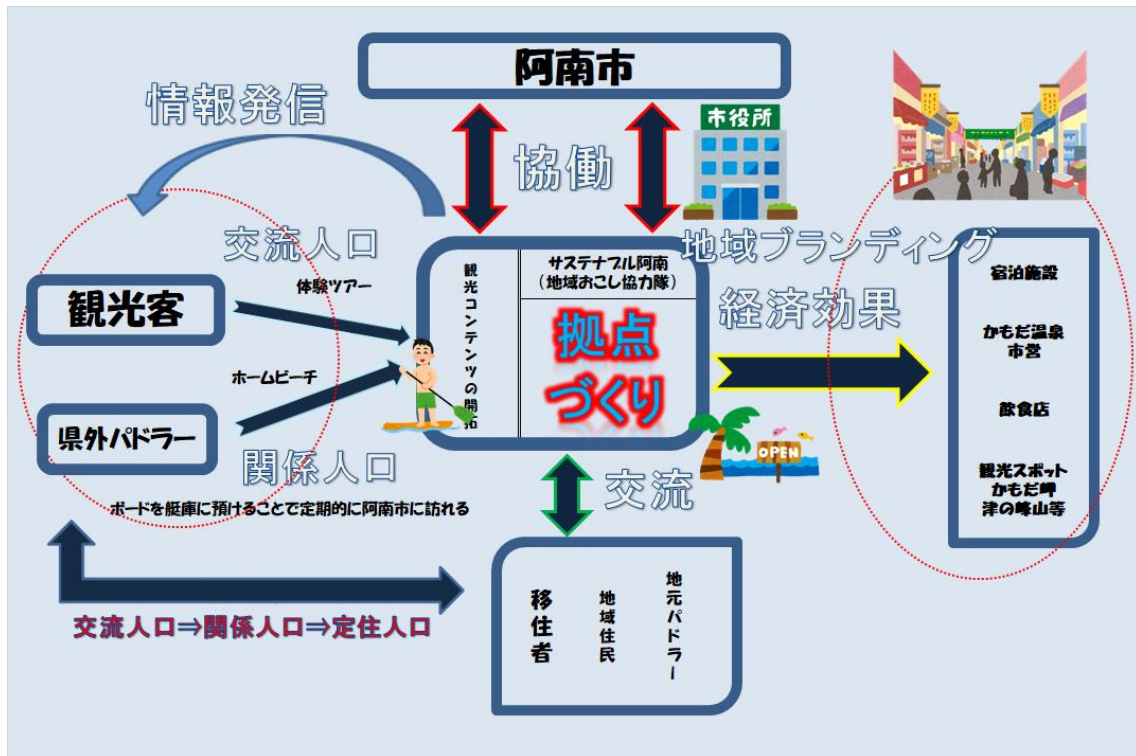 阿南市
情報発信
市役所
協働
交流人口
地域ブランディング
サステナブル阿南
(地域おこし協力隊)
観光コンテンツの開拓
宿泊施設
体験ツアー
観光客
経済効果
拠点
づくり
かもだ温泉
市営
ホームビーチ
飲食店
県外パドラー
OPEN
関係人口
交流
観光スポット
かもだ岬
津の峰山等
ボードを艇庫に預けることで定期的に阿南市に訪れる
移住者
地域住民
地元パドラー
交流人口⇒関係人口⇒定住人口